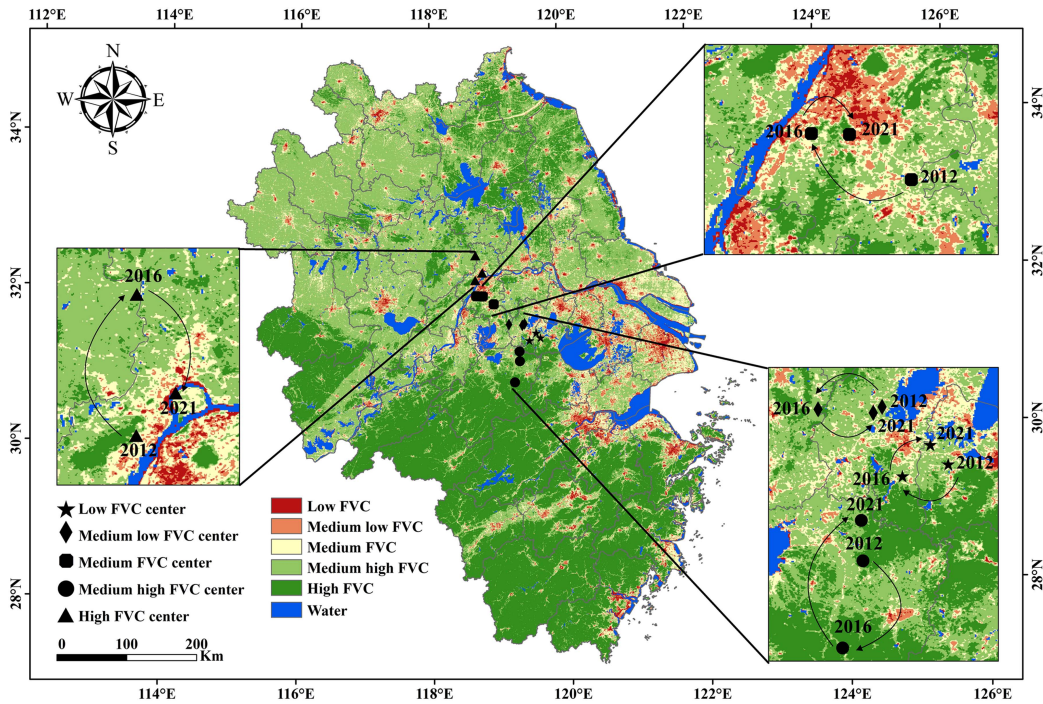 112°E 114°E 116°E 118°E 120°E 122°E 124°E 126°E
N
W E
S
34°N
32°N
30°N
28°N
34°N
32°N
30°N
28°N
2016
2021
2012
2016
2021
2012
2016
2012
2021
2021
2012
2016
2021
2012
2016
Low FVC center
Medium low FVC center
Medium FVC center
Medium high FVC center
High FVC center
0 100 200
Km
Low FVC
Medium low FVC
Medium FVC
Medium high FVC
High FVC
Water
114°E 116°E 118°E 120°E 122°E 124°E 126°E